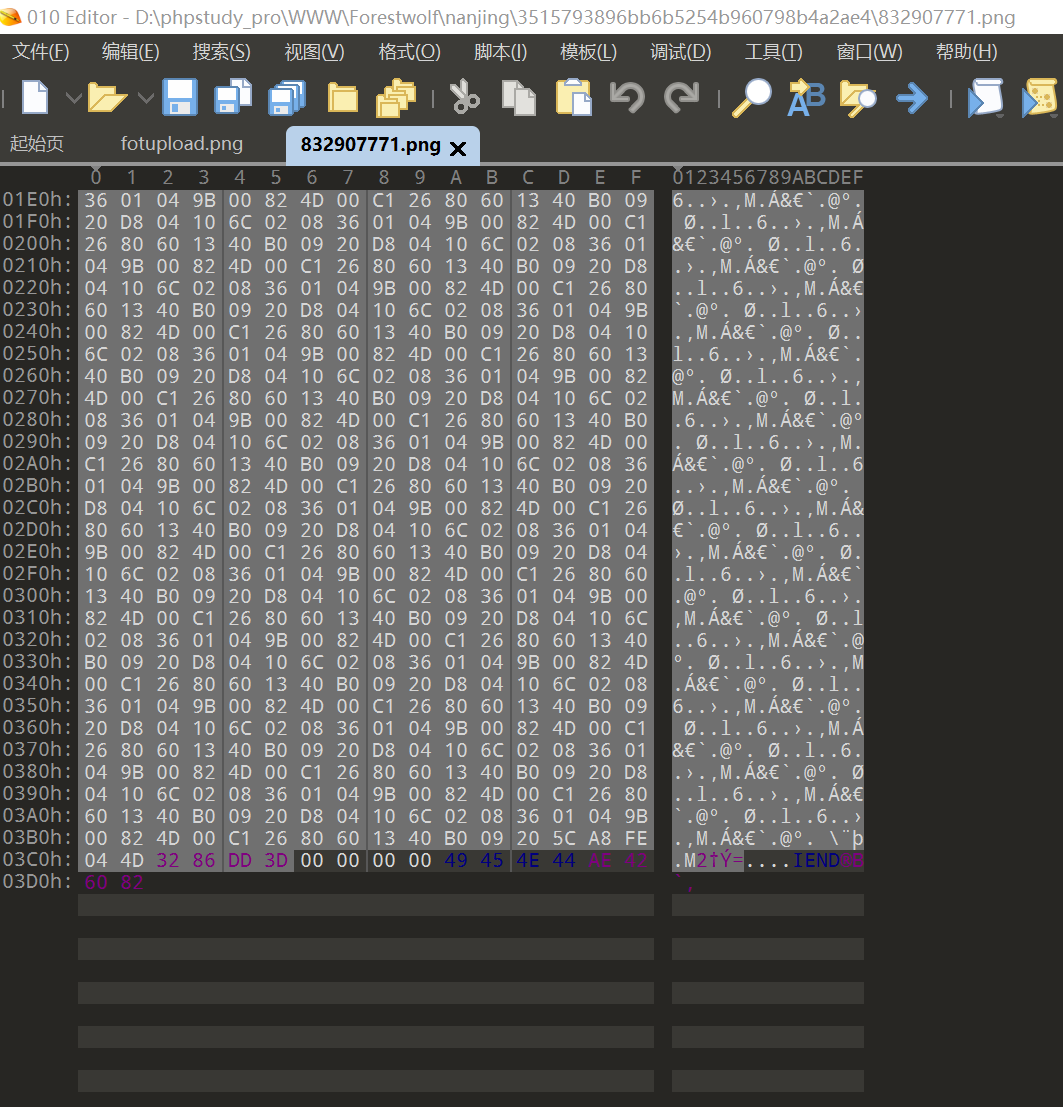 010 Editor - D:\phpstudy_pro\WWW\Forestwolf\nanjing\3515793896bb6b5254b960798b4a2ae4\832907771.png
文件(F) 编辑(E) 搜索(S) 视图(V) 格式(O) 脚本(I) 模板(L) 调试(D) 工具(T) 窗口(W) 帮助(H)
起始页 fotupload.png 832907771.png
0 1 2 3 4 5 6 7 8 9 A B C D E F 0123456789ABCDEF
01E0h: 36 01 04 9B 00 82 4D 00 C1 26 80 60 13 40 B0 09 6..›.‚M.Á&€`.@º.
01F0h: 20 D8 04 10 6C 02 08 36 01 04 9B 00 82 4D 00 C1  Ø..l..6..›.‚M.Á
0200h: 26 80 60 13 40 B0 09 20 D8 04 10 6C 02 08 36 01 &€`.@º. Ø..l..6.
0210h: 04 9B 00 82 4D 00 C1 26 80 60 13 40 B0 09 20 D8 .›.‚M.Á&€`.@º. Ø
0220h: 04 10 6C 02 08 36 01 04 9B 00 82 4D 00 C1 26 80 ..l..6..›.‚M.Á&€
0230h: 60 13 40 B0 09 20 D8 04 10 6C 02 08 36 01 04 9B `.@º. Ø..l..6..›
0240h: 00 82 4D 00 C1 26 80 60 13 40 B0 09 20 D8 04 10 .‚M.Á&€`.@º. Ø..
0250h: 6C 02 08 36 01 04 9B 00 82 4D 00 C1 26 80 60 13 l..6..›.‚M.Á&€`.
0260h: 40 B0 09 20 D8 04 10 6C 02 08 36 01 04 9B 00 82 @º. Ø..l..6..›.‚
0270h: 4D 00 C1 26 80 60 13 40 B0 09 20 D8 04 10 6C 02 M.Á&€`.@º. Ø..l.
0280h: 08 36 01 04 9B 00 82 4D 00 C1 26 80 60 13 40 B0 .6..›.‚M.Á&€`.@º
0290h: 09 20 D8 04 10 6C 02 08 36 01 04 9B 00 82 4D 00 . Ø..l..6..›.‚M.
02A0h: C1 26 80 60 13 40 B0 09 20 D8 04 10 6C 02 08 36 Á&€`.@º. Ø..l..6
02B0h: 01 04 9B 00 82 4D 00 C1 26 80 60 13 40 B0 09 20 ..›.‚M.Á&€`.@º.
02C0h: D8 04 10 6C 02 08 36 01 04 9B 00 82 4D 00 C1 26 Ø..l..6..›.‚M.Á&
02D0h: 80 60 13 40 B0 09 20 D8 04 10 6C 02 08 36 01 04 €`.@º. Ø..l..6..
02E0h: 9B 00 82 4D 00 C1 26 80 60 13 40 B0 09 20 D8 04 ›.‚M.Á&€`.@º. Ø.
02F0h: 10 6C 02 08 36 01 04 9B 00 82 4D 00 C1 26 80 60 .l..6..›.‚M.Á&€`
0300h: 13 40 B0 09 20 D8 04 10 6C 02 08 36 01 04 9B 00 .@º. Ø..l..6..›.
0310h: 82 4D 00 C1 26 80 60 13 40 B0 09 20 D8 04 10 6C ‚M.Á&€`.@º. Ø..l
0320h: 02 08 36 01 04 9B 00 82 4D 00 C1 26 80 60 13 40 ..6..›.‚M.Á&€`.@
0330h: B0 09 20 D8 04 10 6C 02 08 36 01 04 9B 00 82 4D º. Ø..l..6..›.‚M
0340h: 00 C1 26 80 60 13 40 B0 09 20 D8 04 10 6C 02 08 .Á&€`.@º. Ø..l..
0350h: 36 01 04 9B 00 82 4D 00 C1 26 80 60 13 40 B0 09 6..›.‚M.Á&€`.@º.
0360h: 20 D8 04 10 6C 02 08 36 01 04 9B 00 82 4D 00 C1  Ø..l..6..›.‚M.Á
0370h: 26 80 60 13 40 B0 09 20 D8 04 10 6C 02 08 36 01 &€`.@º. Ø..l..6.
0380h: 04 9B 00 82 4D 00 C1 26 80 60 13 40 B0 09 20 D8 .›.‚M.Á&€`.@º. Ø
0390h: 04 10 6C 02 08 36 01 04 9B 00 82 4D 00 C1 26 80 ..l..6..›.‚M.Á&€
03A0h: 60 13 40 B0 09 20 D8 04 10 6C 02 08 36 01 04 9B `.@º. Ø..l..6..›
03B0h: 00 82 4D 00 C1 26 80 60 13 40 B0 09 20 5C A8 FE .‚M.Á&€`.@º. \¨þ
03C0h: 04 4D 32 86 DD 3D 00 00 00 00 49 45 4E 44 AE 42 .M2†Ý=....IEND®B
03D0h: 60 82 `‚